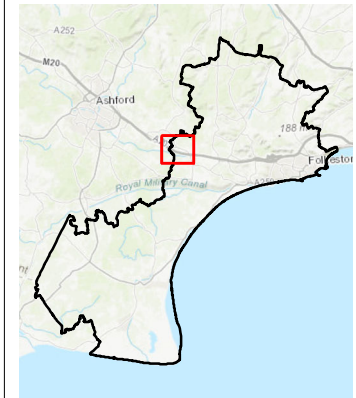 A252
M20
Ashford
188 m
Folkeston
Royal Military Canal